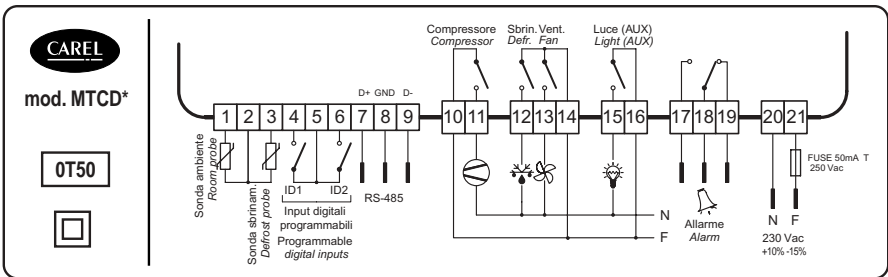 CAREL
mod. MTCD*
0T50
Compressore
Compressor
Sbrin. Vent.
Defr. Fan
Luce (AUX)
Light (AUX)
D+ GND D-
1 2 3 4 5 6 7 8 9
10 11
12 13 14
15 16
17 18 19
20 21
Sonda ambiente
Room probe
Sonda sbrinam.
Defrost probe
ID1 ID2
Input digitali
programmabili
Programmable
digital inputs
RS-485
N
F
Allarme
Alarm
FUSE 50mA T
250 Vac
N F
230 Vac
+10% -15%